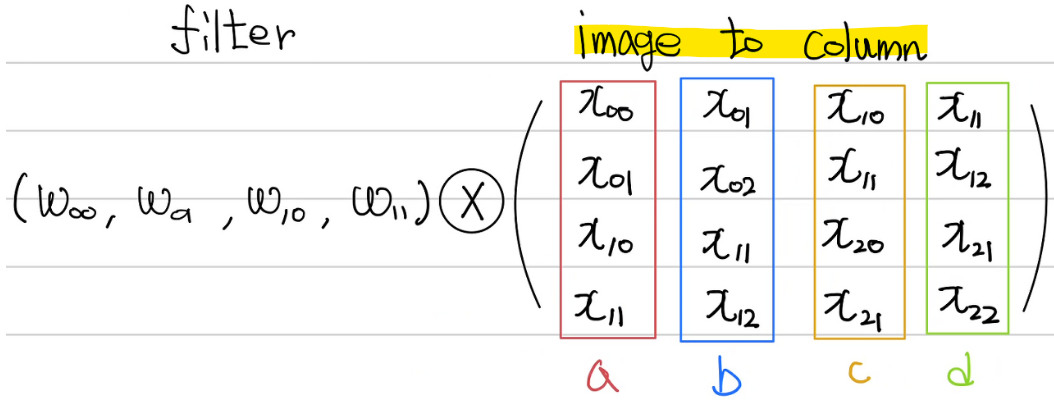 filter image to column
x₀₀ x₀₁ x₁₀ x₁₁
x₀₁ x₀₂ x₁₁ x₁₂
(w₀₀, wₐ, w₁₀, w₁₁) ⓧ
x₁₀ x₁₁ x₂₀ x₂₁
x₁₁ x₁₂ x₂₁ x₂₂
a b c d